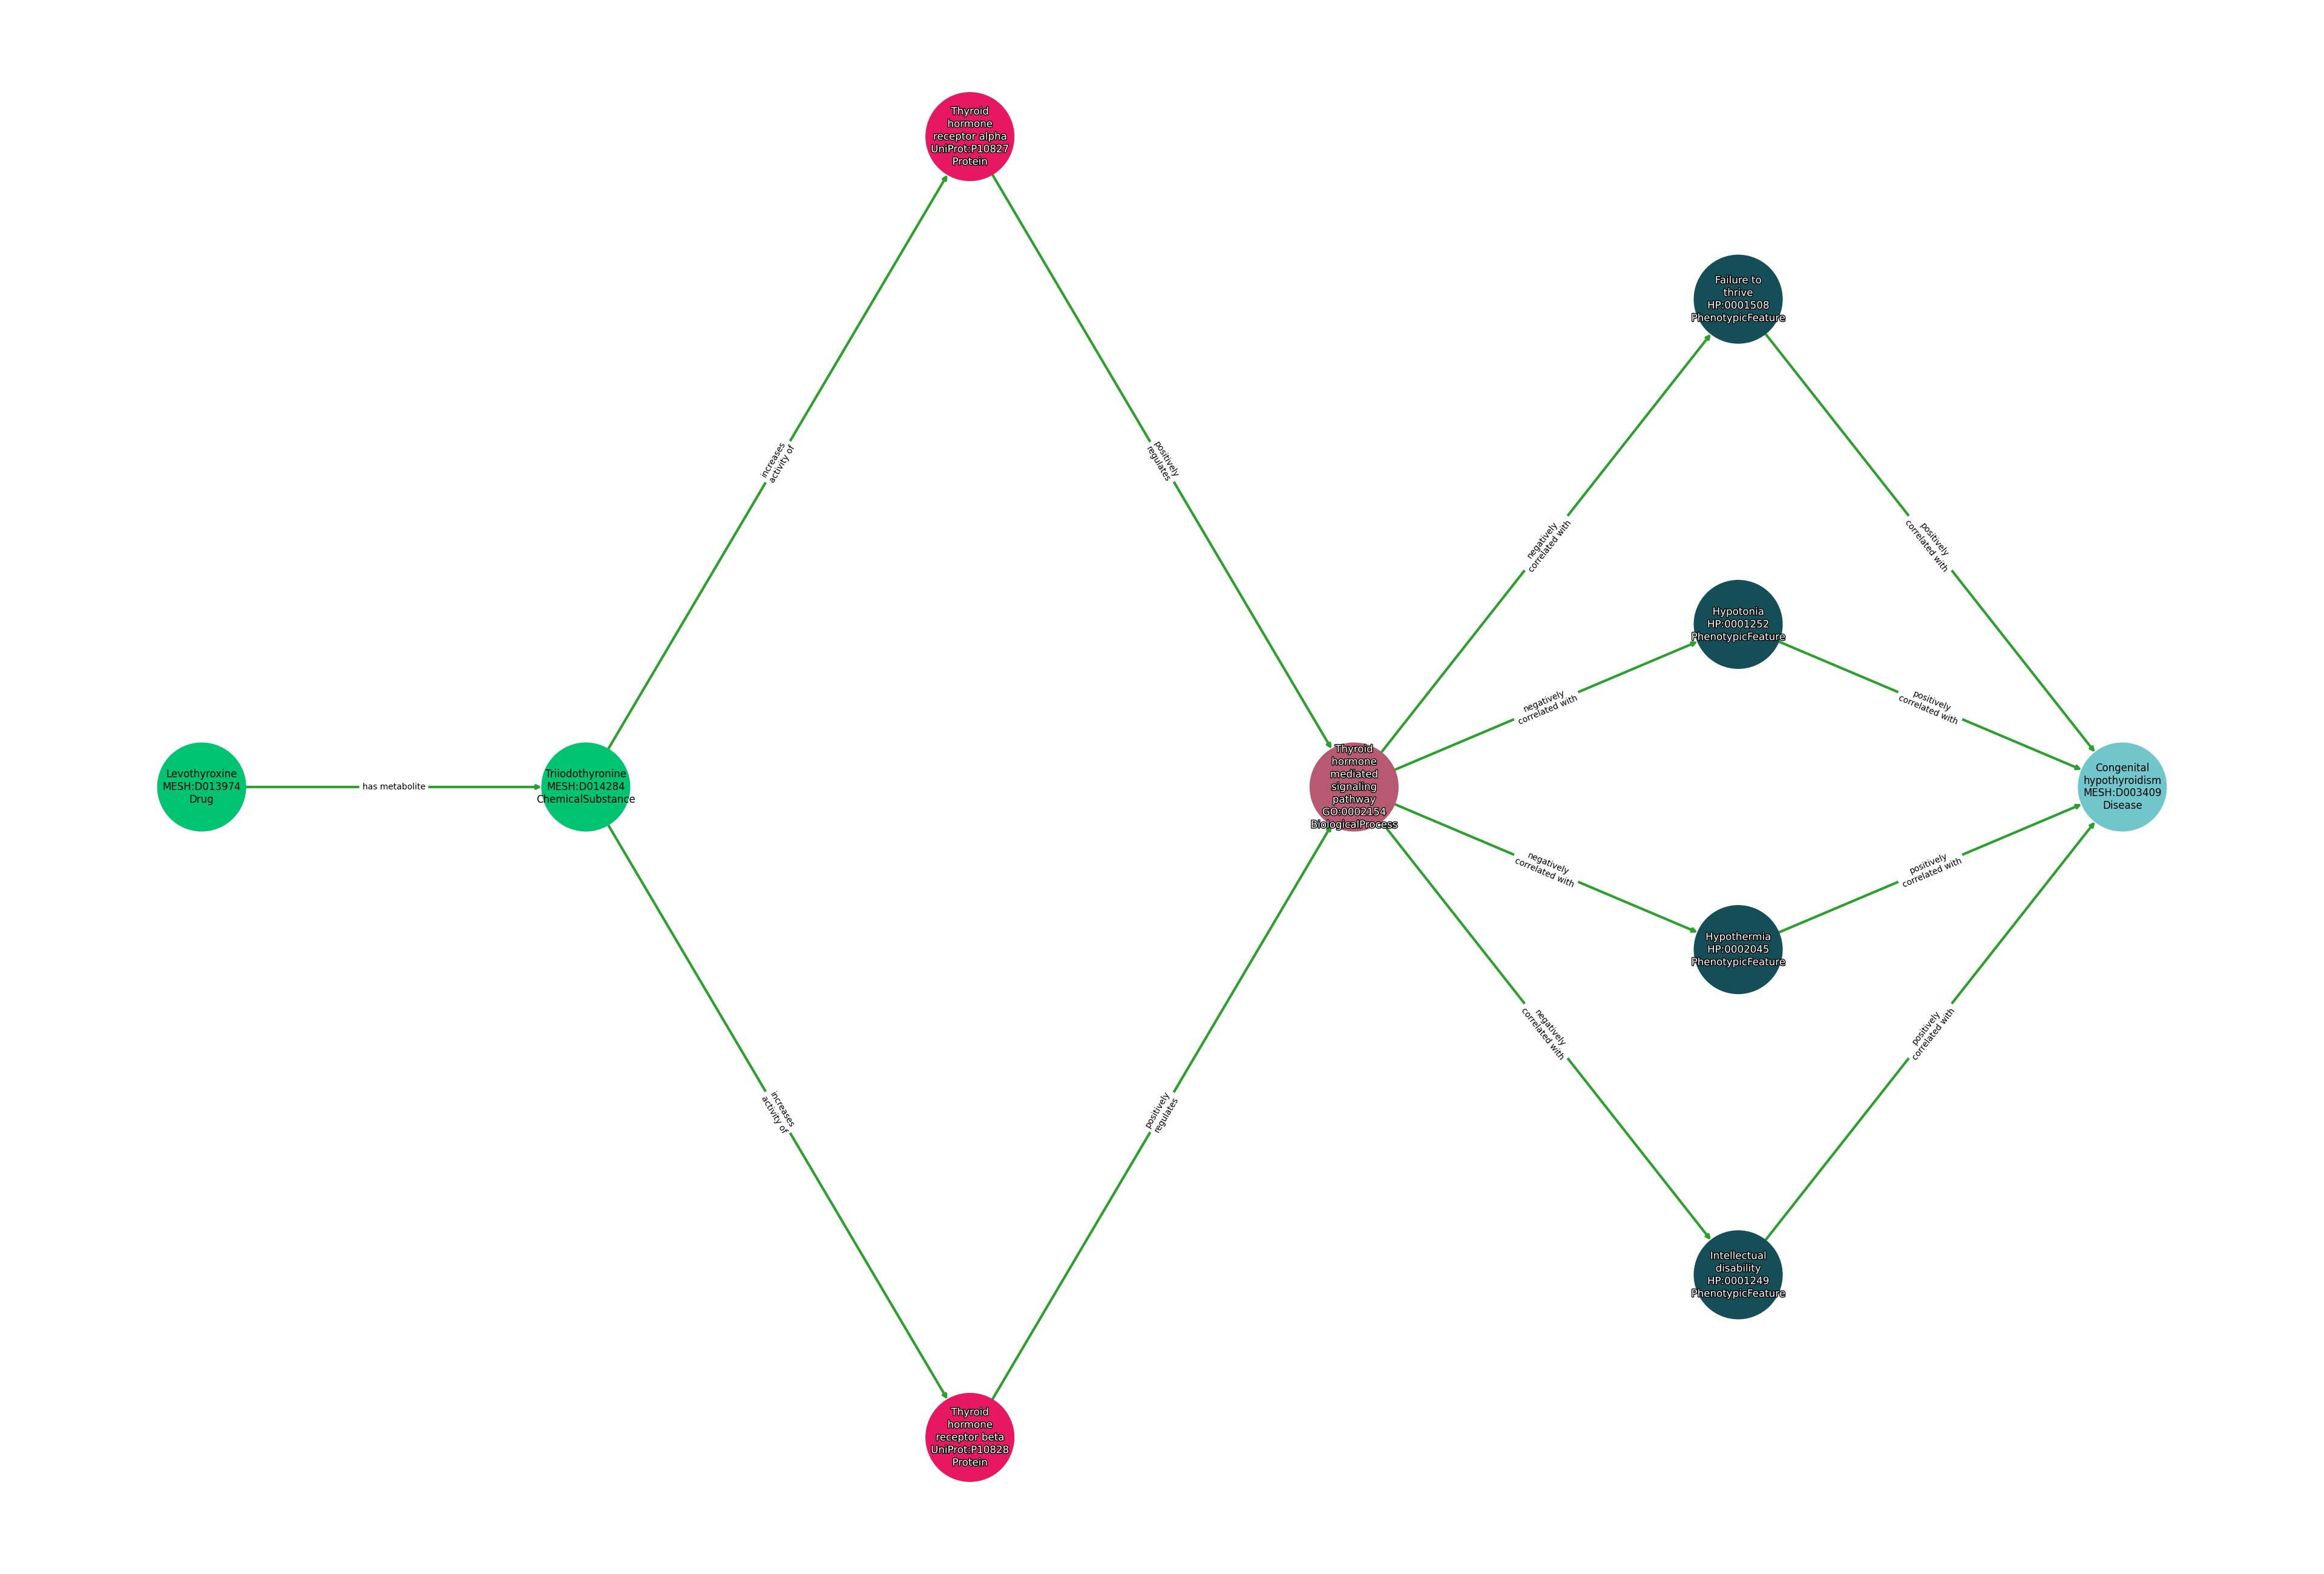 Levothyroxine
MESH:D013974
Drug
has metabolite
Triiodothyronine
MESH:D014284
ChemicalSubstance
increases
activity of
increases
activity of
Thyroid
hormone
receptor alpha
UniProt:P10827
Protein
Thyroid
hormone
receptor beta
UniProt:P10828
Protein
positively
regulates
positively
regulates
Thyroid
hormone
mediated
signaling
pathway
GO:0002154
BiologicalProcess
negatively
correlated with
negatively
correlated with
negatively
correlated with
negatively
correlated with
Failure to
thrive
HP:0001508
PhenotypicFeature
Hypotonia
HP:0001252
PhenotypicFeature
Hypothermia
HP:0002045
PhenotypicFeature
Intellectual
disability
HP:0001249
PhenotypicFeature
positively
correlated with
positively
correlated with
positively
correlated with
positively
correlated with
Congenital
hypothyroidism
MESH:D003409
Disease